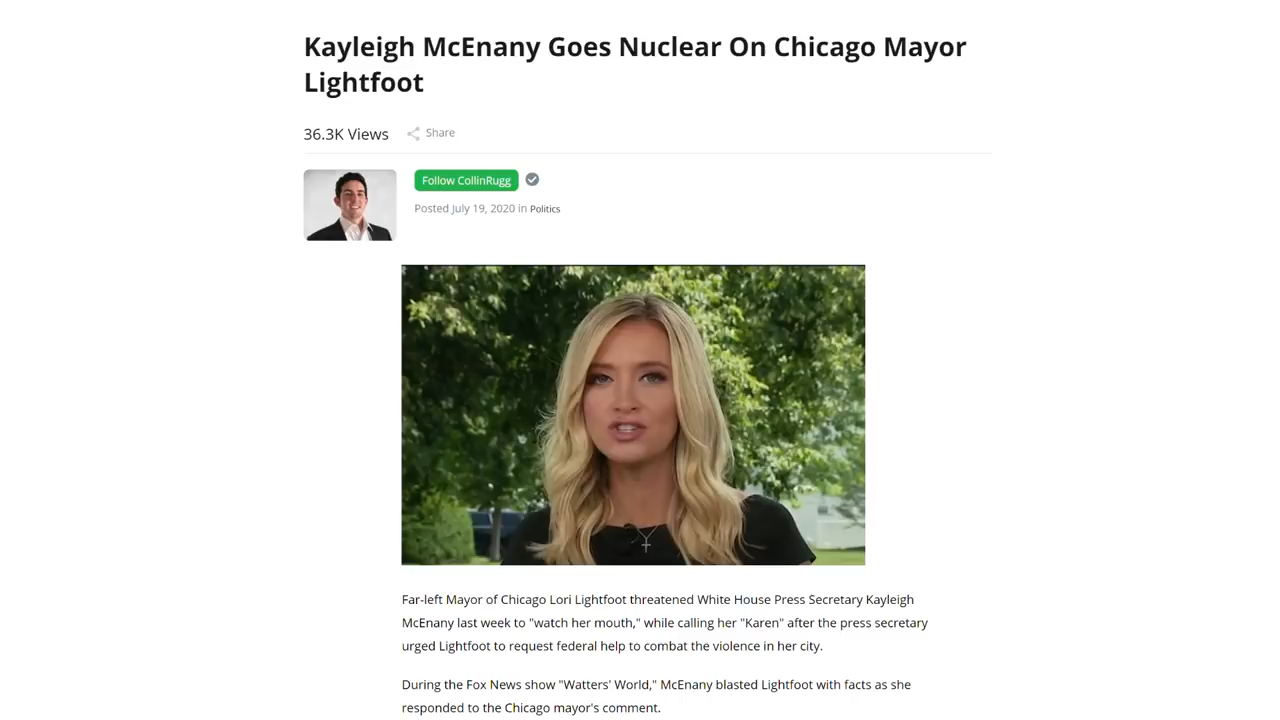 Kayleigh McEnany Goes Nuclear On Chicago Mayor
Lightfoot
36.3K Views
Share
Follow CollinRugg
Posted July 19, 2020 in Politics
Far-left Mayor of Chicago Lori Lightfoot threatened White House Press Secretary Kayleigh
McEnany last week to "watch her mouth," while calling her "Karen" after the press secretary
urged Lightfoot to request federal help to combat the violence in her city.
During the Fox News show "Watters' World," McEnany blasted Lightfoot with facts as she
responded to the Chicago mayor's comment.